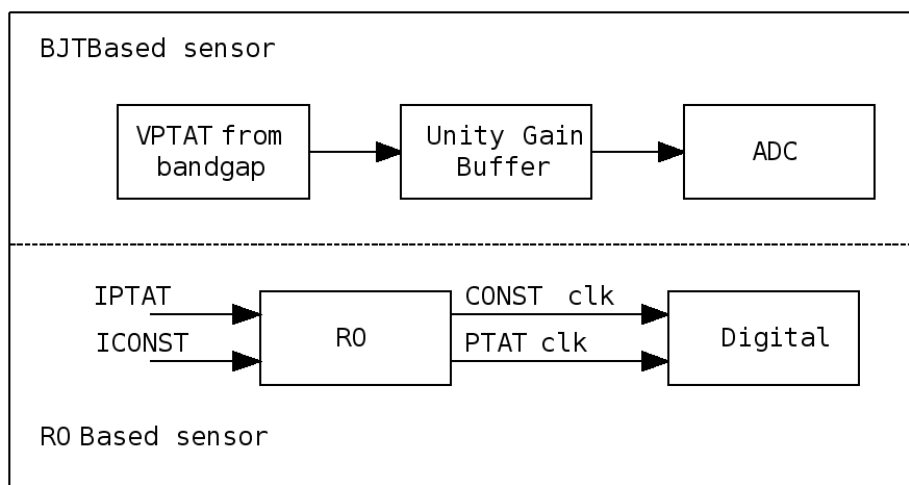 BJTBased sensor
VPTAT from
bandgap
Unity Gain
Buffer
ADC
IPTAT
ICONST
RO
CONST clk
PTAT clk
Digital
RO Based sensor